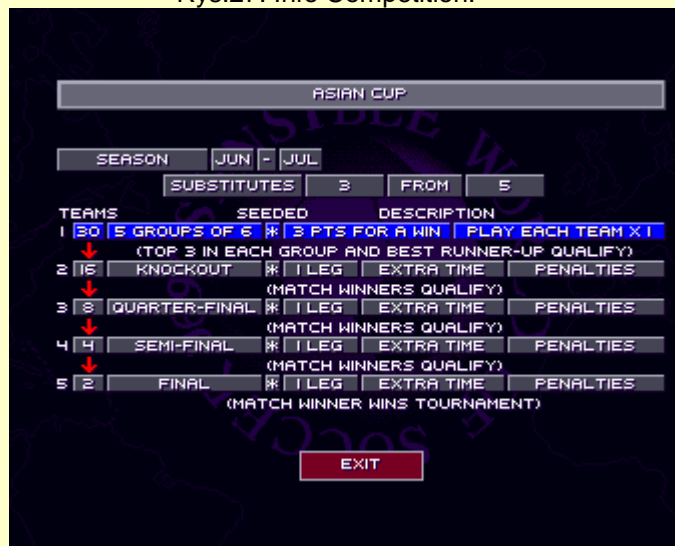 Rys.27. Info Competition.
ASIAN CUP
SEASON JUN - JUL
SUBSTITUTES 3 FROM 5
TEAMS SEEDED DESCRIPTION
1 30 5 GROUPS OF 6 * 3 PTS FOR A WIN PLAY EACH TEAM X 1
(TOP 3 IN EACH GROUP AND BEST RUNNER-UP QUALIFY)
2 16 KNOCKOUT * 1 LEG EXTRA TIME PENALTIES
(MATCH WINNERS QUALIFY)
3 8 QUARTER-FINAL * 1 LEG EXTRA TIME PENALTIES
(MATCH WINNERS QUALIFY)
4 4 SEMI-FINAL * 1 LEG EXTRA TIME PENALTIES
(MATCH WINNERS QUALIFY)
5 2 FINAL * 1 LEG EXTRA TIME PENALTIES
(MATCH WINNER WINS TOURNAMENT)
EXIT